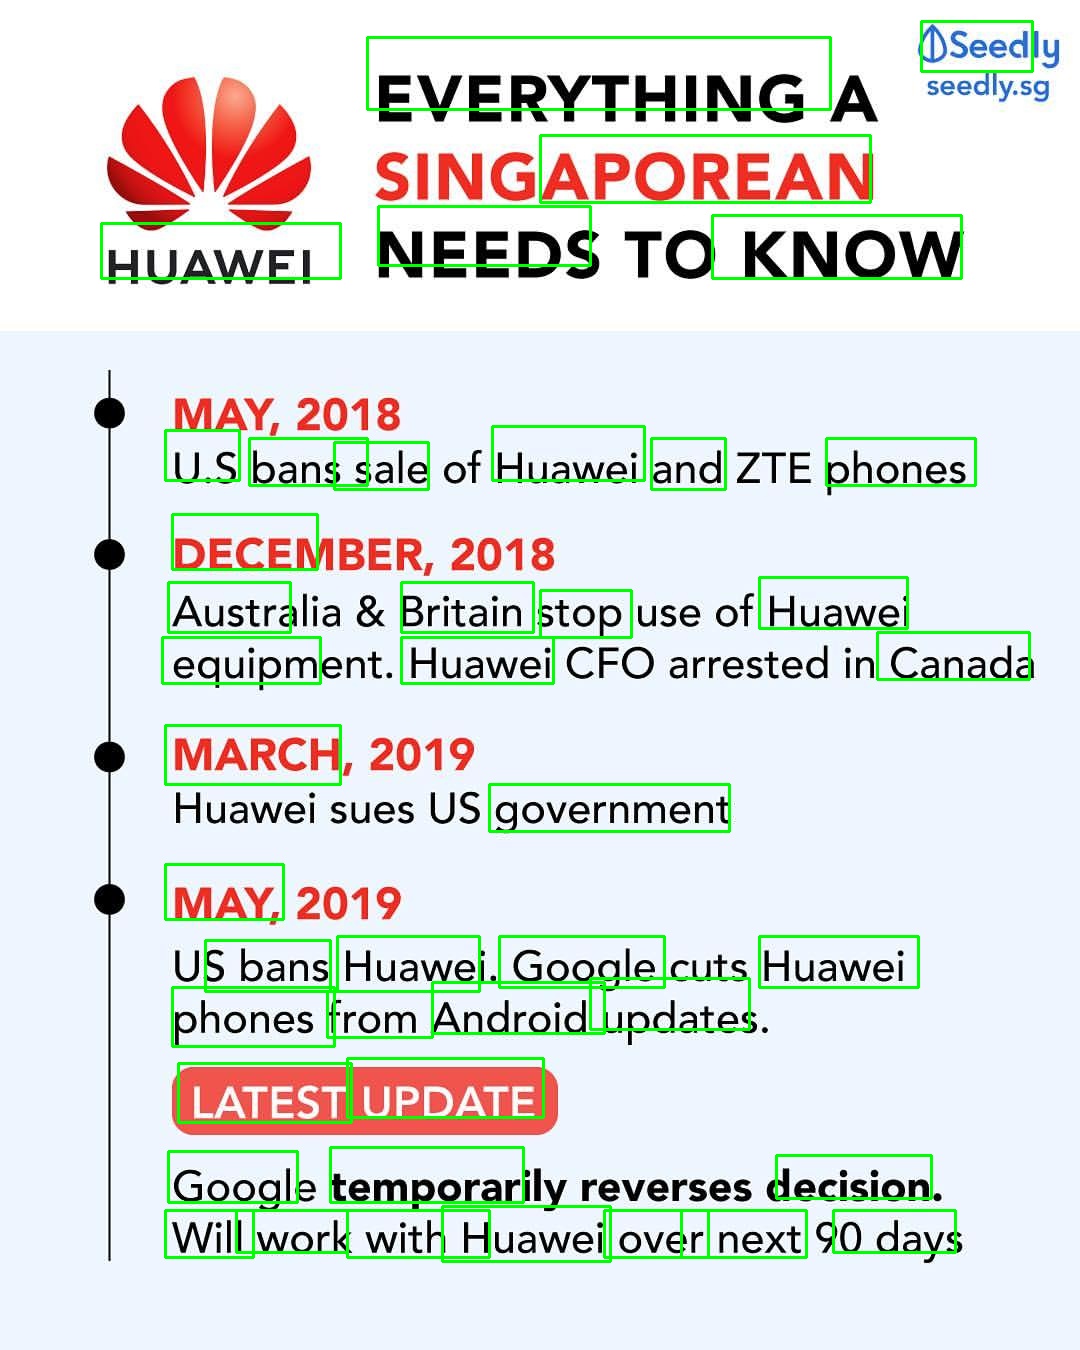 Seedly
seedly.sg
HUAWEI
EVERYTHING A
SINGAPOREAN
NEEDS TO KNOW
MAY, 2018
U.S bans sale of Huawei and ZTE phones
DECEMBER, 2018
Australia & Britain stop use of Huawei
equipment. Huawei CFO arrested in Canada
MARCH, 2019
Huawei sues US government
MAY, 2019
US bans Huawei. Google cuts Huawei
phones from Android updates.
LATEST UPDATE
Google temporarily reverses decision.
Will work with Huawei over next 90 days